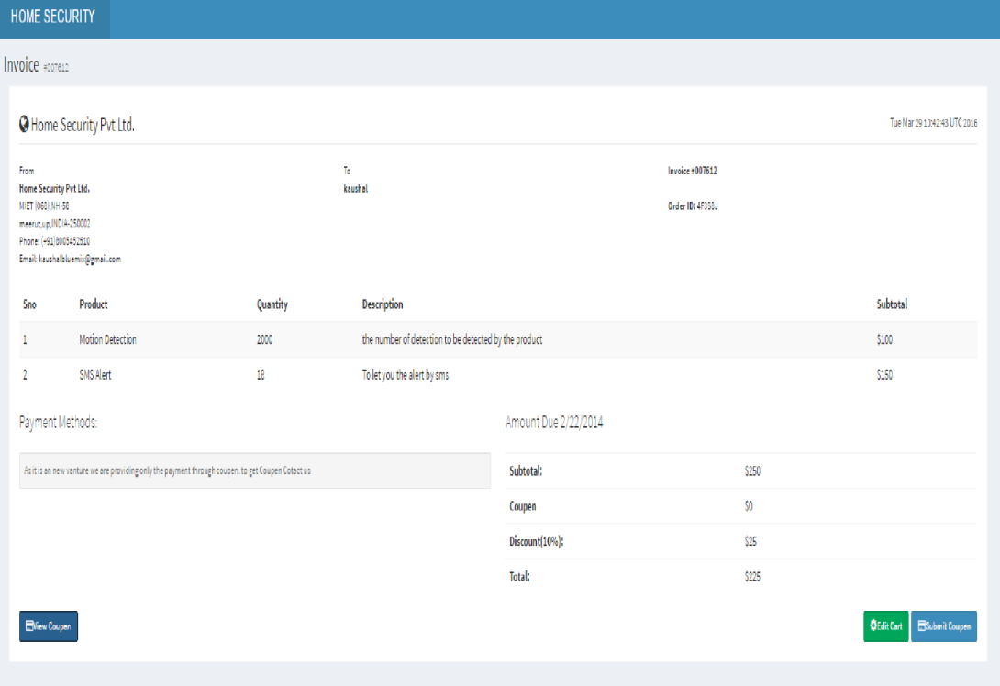 HOME SECURITY
Invoice #007612
Home Security Pvt Ltd.
Tue Mar 29 10:42:43 UTC 2016
From
Home Security Pvt Ltd.
MIET (068),NH-58
meerut,up,INDIA-250002
Phone: (+91)8005452510
Email: kaushalbluemix@gmail.com
To
kaushal
Invoice #007612
Order ID: 4F3S8J
Sno Product Quantity Description Subtotal
1 Motion Detection 2000 the number of detection to be detected by the product $100
2 SMS Alert 18 To let you the alert by sms $150
Payment Methods:
As it is an new vanture we are providing only the payment through coupen. to get Coupen Cotact us
Amount Due 2/22/2014
Subtotal: $250
Coupen $0
Discount(10%): $25
Total: $225
View Coupen
Edit Cart
Submit Coupen